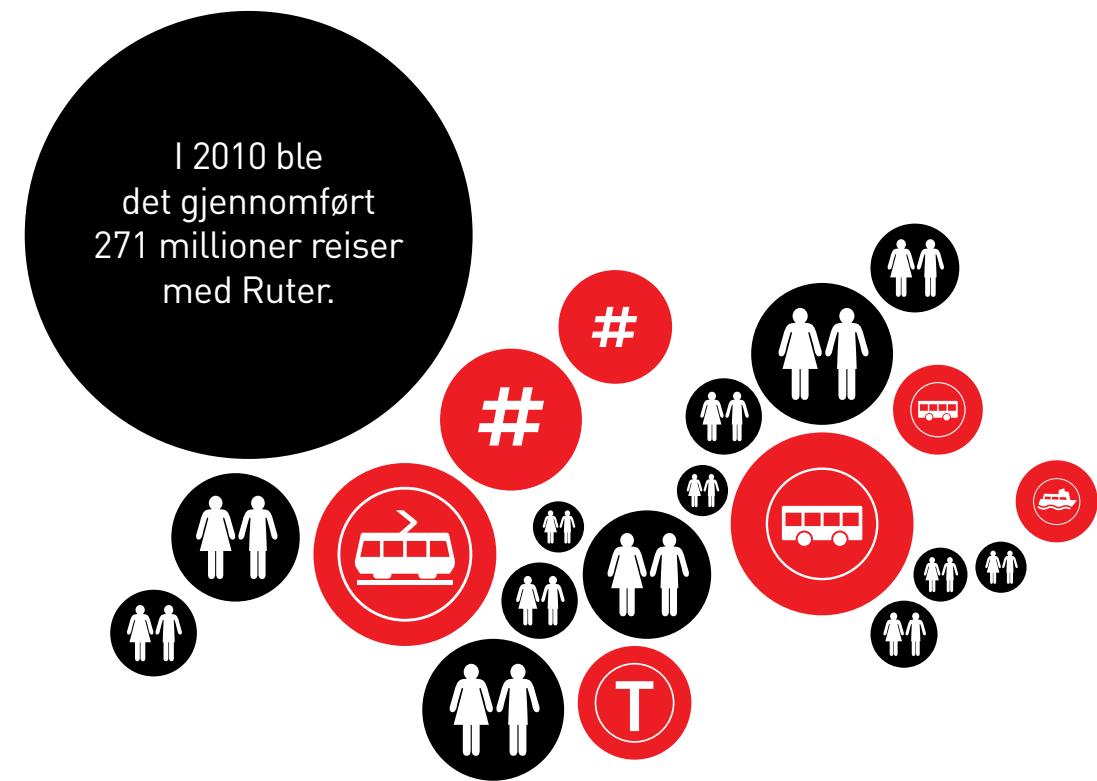 I 2010 ble
det gjennomført
271 millioner reiser
med Ruter.
#
#
T